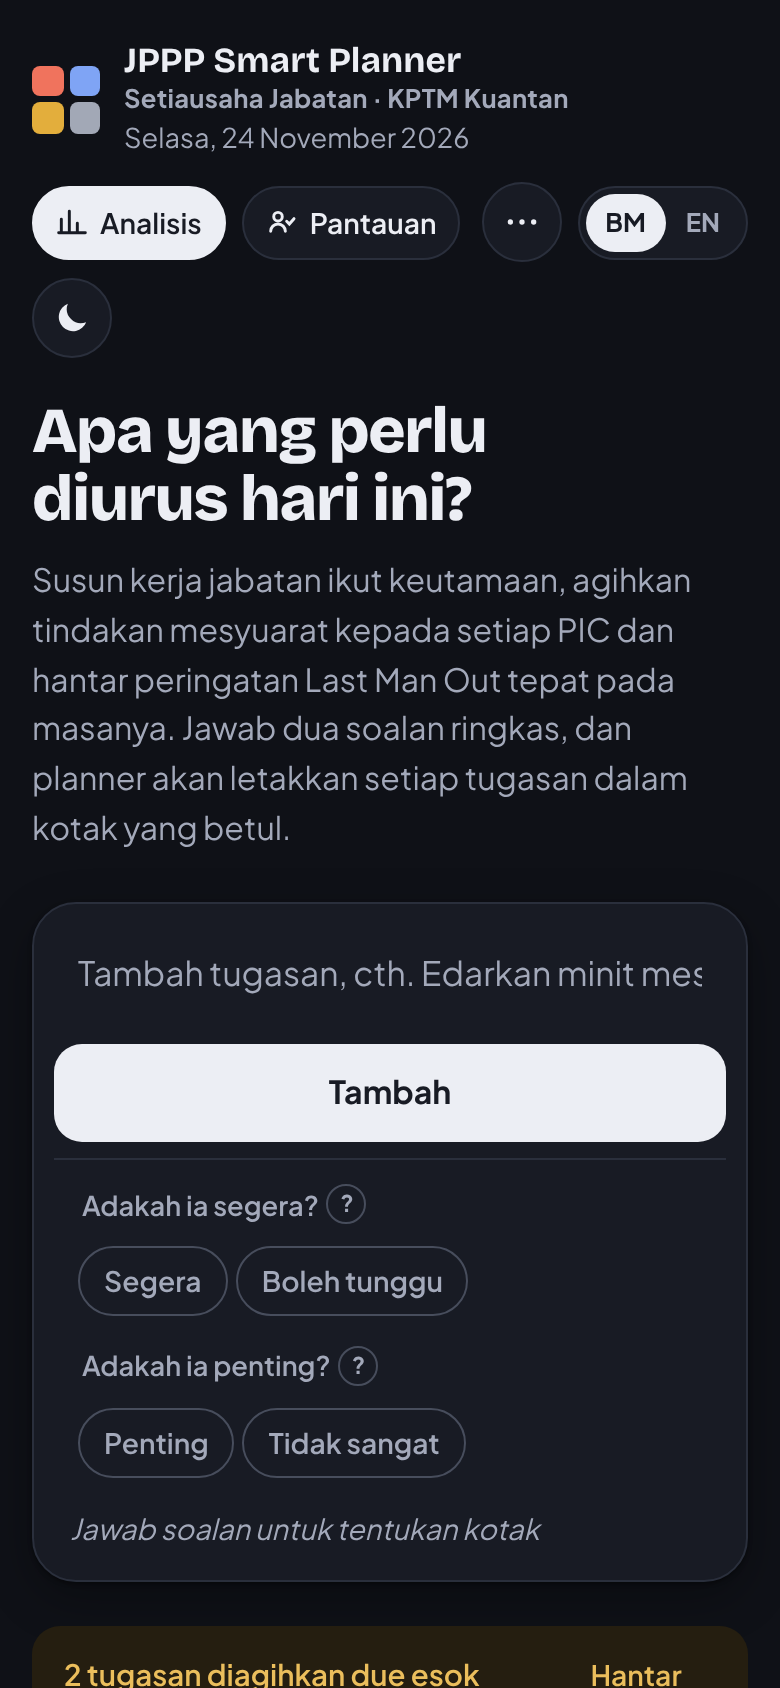 JPPP Smart Planner
Setiausaha Jabatan · KPTM Kuantan
Selasa, 24 November 2026
Analisis
Pantauan
...
BM
EN
Apa yang perlu
diurus hari ini?
Susun kerja jabatan ikut keutamaan, agihkan
tindakan mesyuarat kepada setiap PIC dan
hantar peringatan Last Man Out tepat pada
masanya. Jawab dua soalan ringkas, dan
planner akan letakkan setiap tugasan dalam
kotak yang betul.
Tambah tugasan, cth. Edarkan minit mes
Tambah
Adakah ia segera? ?
Segera
Boleh tunggu
Adakah ia penting? ?
Penting
Tidak sangat
Jawab soalan untuk tentukan kotak
2 tugasan diagihkan due esok
Hantar